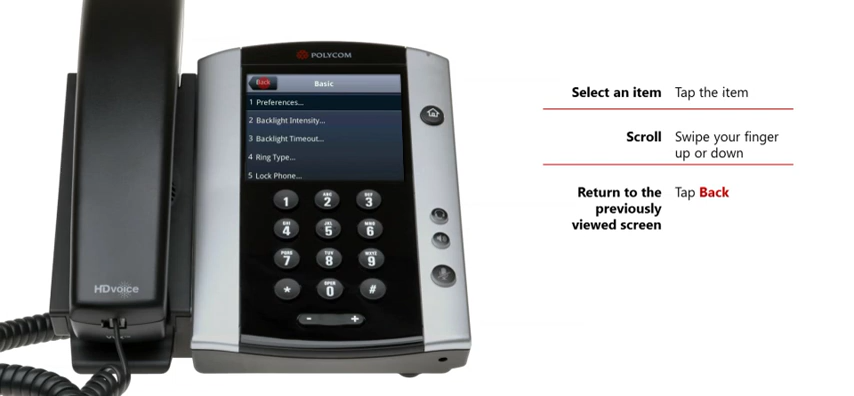 POLYCOM
Back
Basic
1 Preferences...
2 Backlight Intensity...
3 Backlight Timeout...
4 Ring Type...
5 Lock Phone...
1
ABC
2
DEF
3
GHI
4
JKL
5
MNO
6
PQRS
7
TUV
8
WXYZ
9
*
OPER
0
#
- +
HDvoice
Select an item Tap the item
Scroll Swipe your finger
up or down
Return to the Tap Back
previously
viewed screen